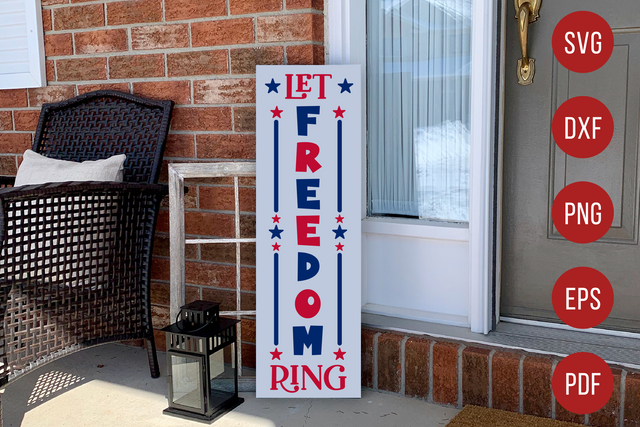 LET
FREEDOM
RING
SVG
DXF
PNG
EPS
PDF